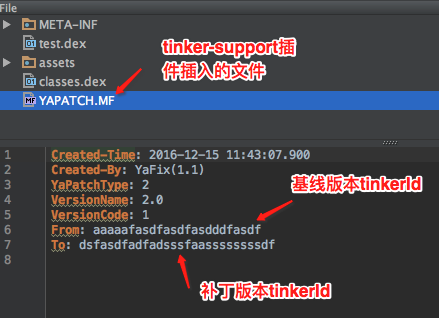 File
META-INF
test.dex
assets
classes.dex
YAPATCH.MF
tinker-support插
件插入的文件
1 Created-Time: 2016-12-15 11:43:07.900
2 Created-By: YaFix(1.1)
3 YaPatchType: 2
4 VersionName: 2.0
5 VersionCode: 1
6 From: aaaaafasdfasdfasdddfasdf
7 To: dsfasdfadfadsssfaasssssssssdf
8
基线版本tinkerId
补丁版本tinkerId